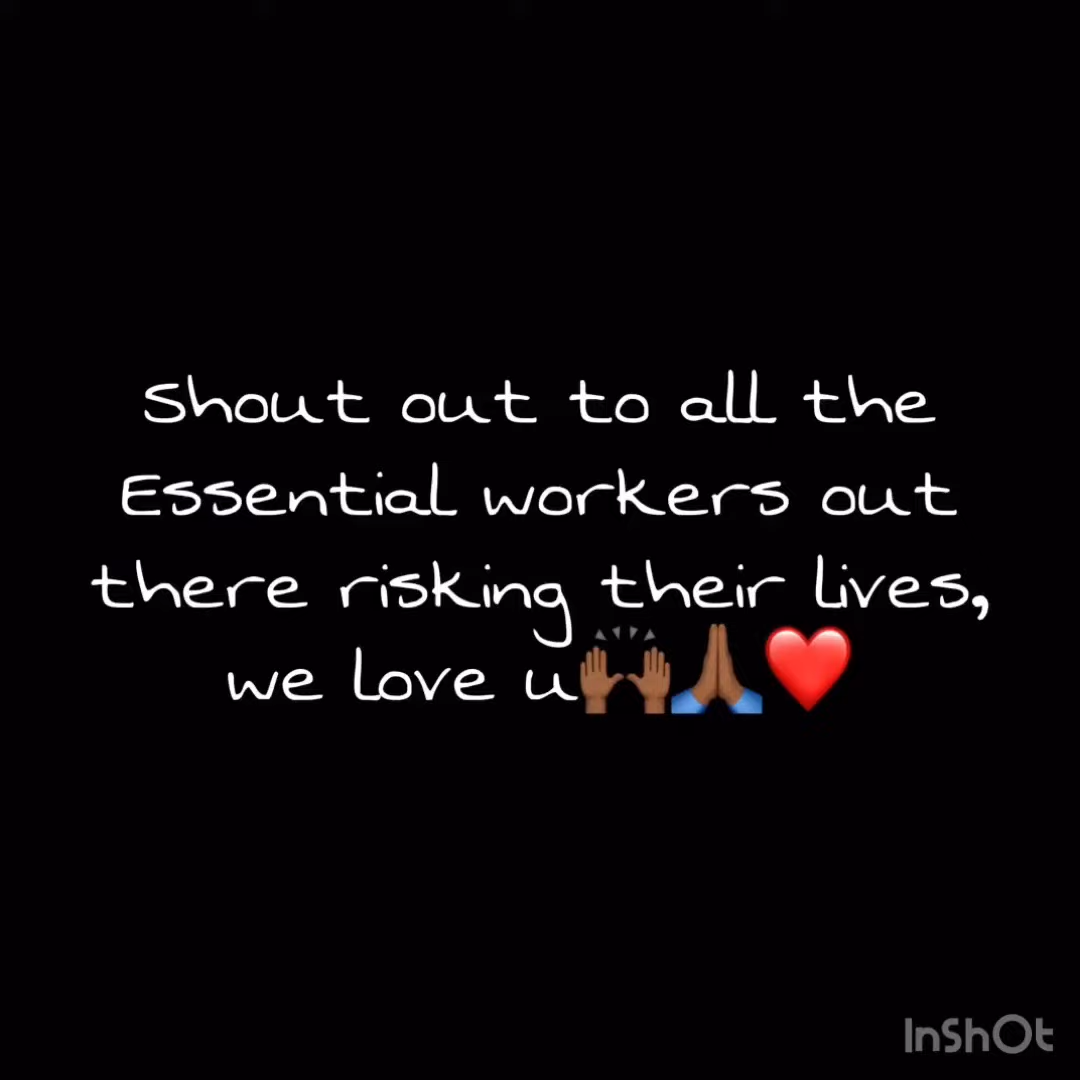 Shout out to all the
Essential workers out
there risking their lives,
we love u🙌🏾🙏🏾❤️
InShOt